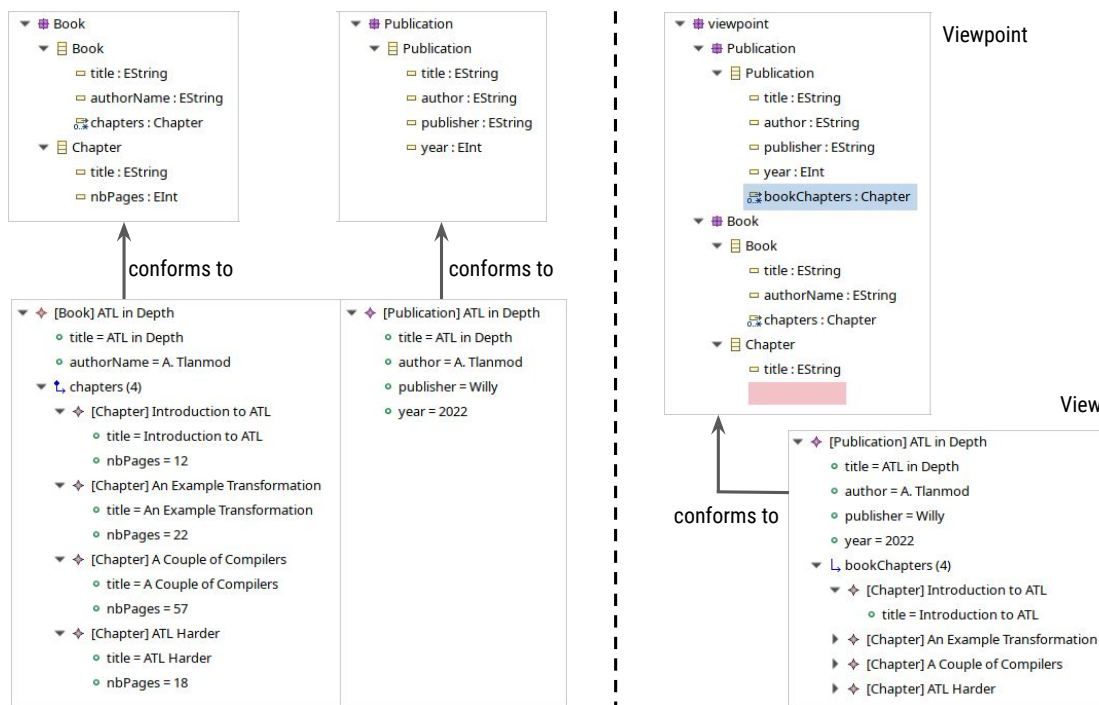 Book
Book
title : EString
authorName : EString
0..* chapters : Chapter
Chapter
title : EString
nbPages : EInt
Publication
Publication
title : EString
author : EString
publisher : EString
year : EInt
conforms to
conforms to
[Book] ATL in Depth
title = ATL in Depth
authorName = A. Tlanmod
chapters (4)
[Chapter] Introduction to ATL
title = Introduction to ATL
nbPages = 12
[Chapter] An Example Transformation
title = An Example Transformation
nbPages = 22
[Chapter] A Couple of Compilers
title = A Couple of Compilers
nbPages = 57
[Chapter] ATL Harder
title = ATL Harder
nbPages = 18
[Publication] ATL in Depth
title = ATL in Depth
author = A. Tlanmod
publisher = Willy
year = 2022
Viewpoint
viewpoint
Publication
Publication
title : EString
author : EString
publisher : EString
year : EInt
0..* bookChapters : Chapter
Book
Book
title : EString
authorName : EString
0..* chapters : Chapter
Chapter
title : EString
View
conforms to
[Publication] ATL in Depth
title = ATL in Depth
author = A. Tlanmod
publisher = Willy
year = 2022
bookChapters (4)
[Chapter] Introduction to ATL
title = Introduction to ATL
[Chapter] An Example Transformation
[Chapter] A Couple of Compilers
[Chapter] ATL Harder